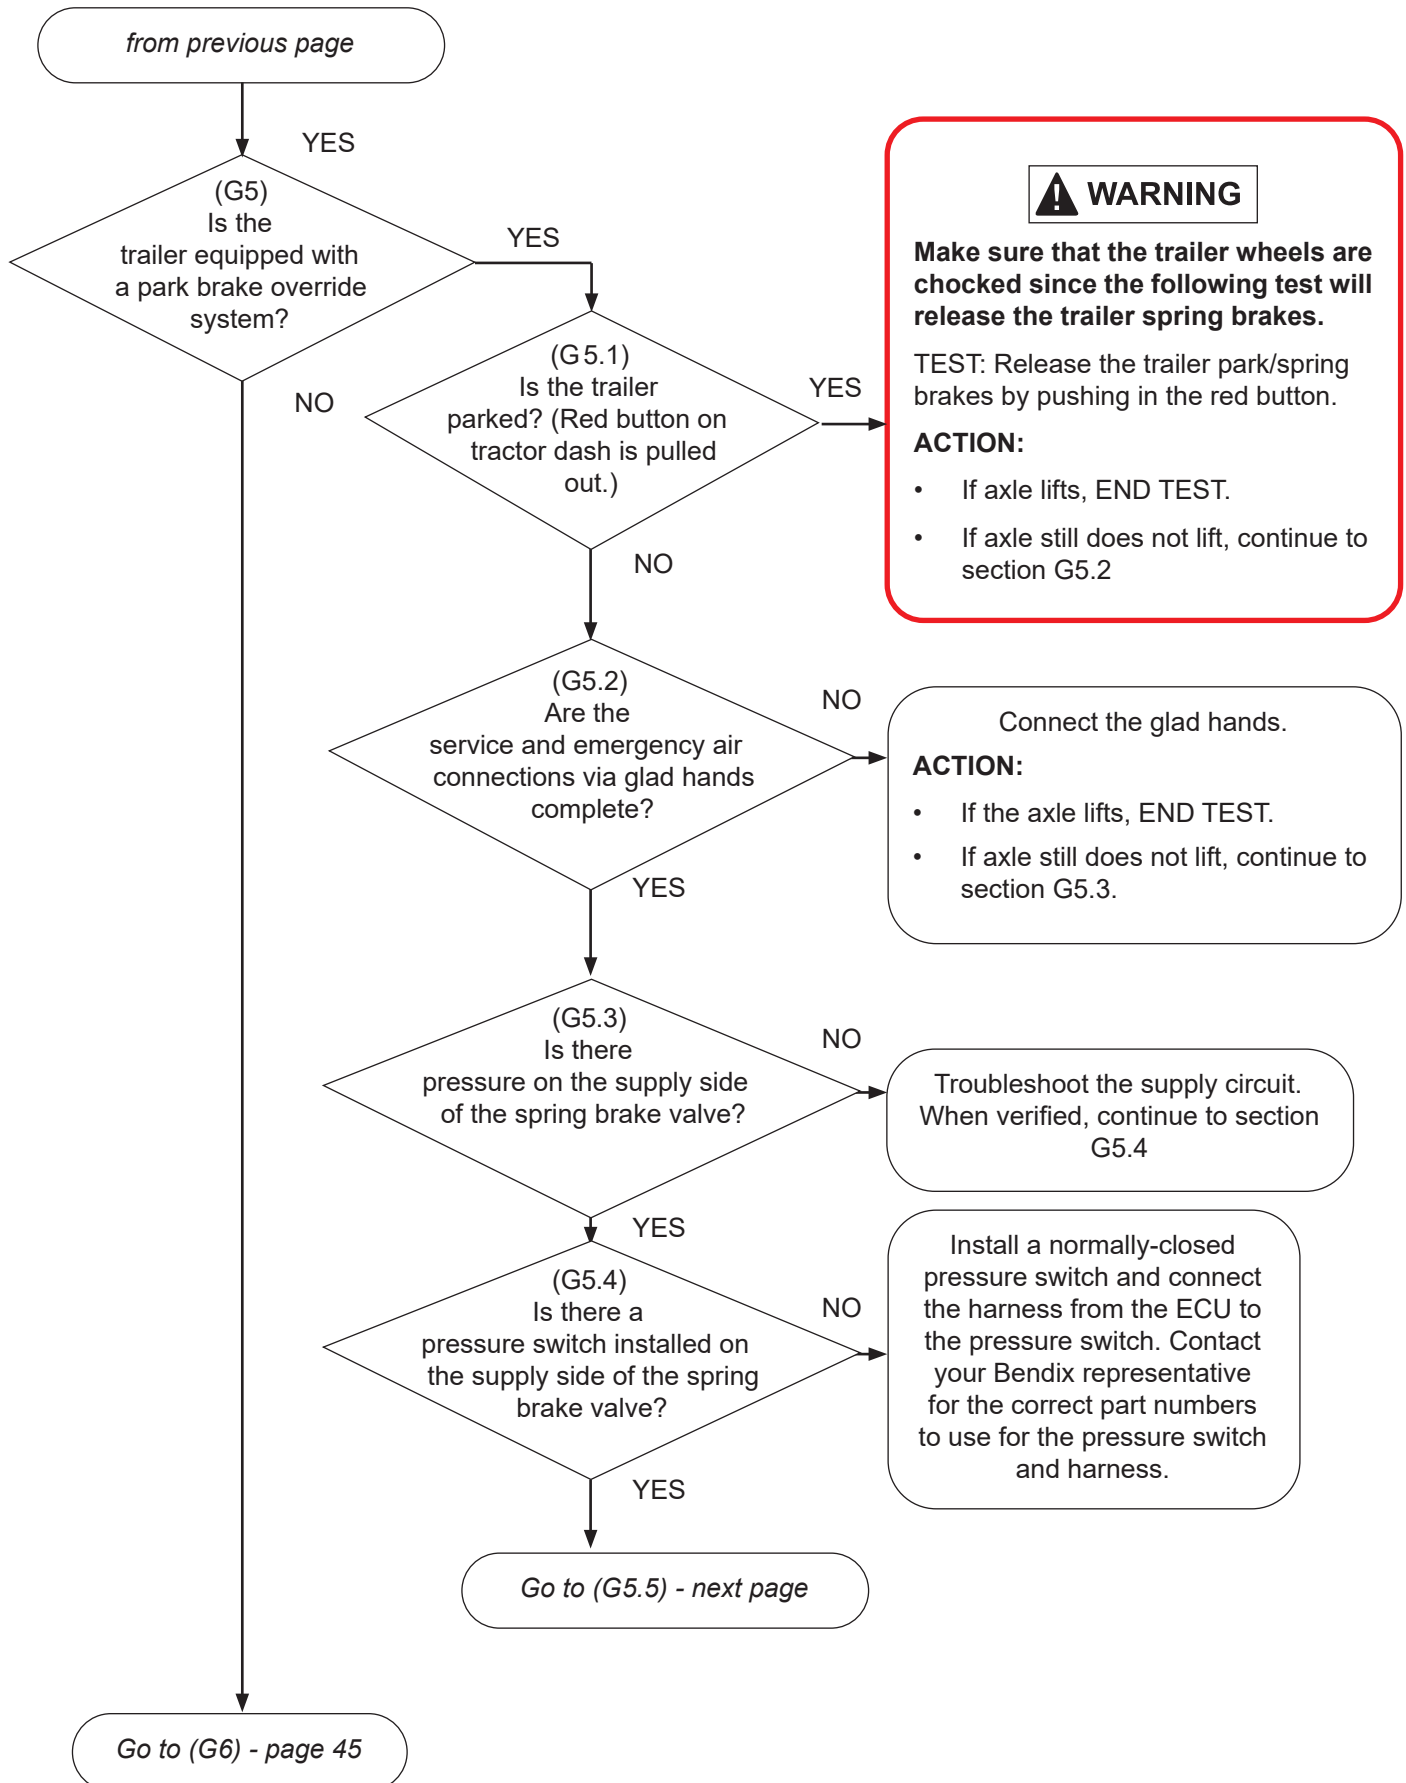 from previous page
YES
(G5)
Is the
trailer equipped with
a park brake override
system?
YES
NO
(G5.1)
Is the trailer
parked? (Red button on
tractor dash is pulled
out.)
YES
NO
WARNING
Make sure that the trailer wheels are
chocked since the following test will
release the trailer spring brakes.
TEST: Release the trailer park/spring
brakes by pushing in the red button.
ACTION:
• If axle lifts, END TEST.
• If axle still does not lift, continue to
section G5.2
(G5.2)
Are the
service and emergency air
connections via glad hands
complete?
NO
YES
Connect the glad hands.
ACTION:
• If the axle lifts, END TEST.
• If axle still does not lift, continue to
section G5.3.
(G5.3)
Is there
pressure on the supply side
of the spring brake valve?
NO
YES
Troubleshoot the supply circuit.
When verified, continue to section
G5.4
(G5.4)
Is there a
pressure switch installed on
the supply side of the spring
brake valve?
NO
YES
Install a normally-closed
pressure switch and connect
the harness from the ECU to
the pressure switch. Contact
your Bendix representative
for the correct part numbers
to use for the pressure switch
and harness.
Go to (G5.5) - next page
Go to (G6) - page 45